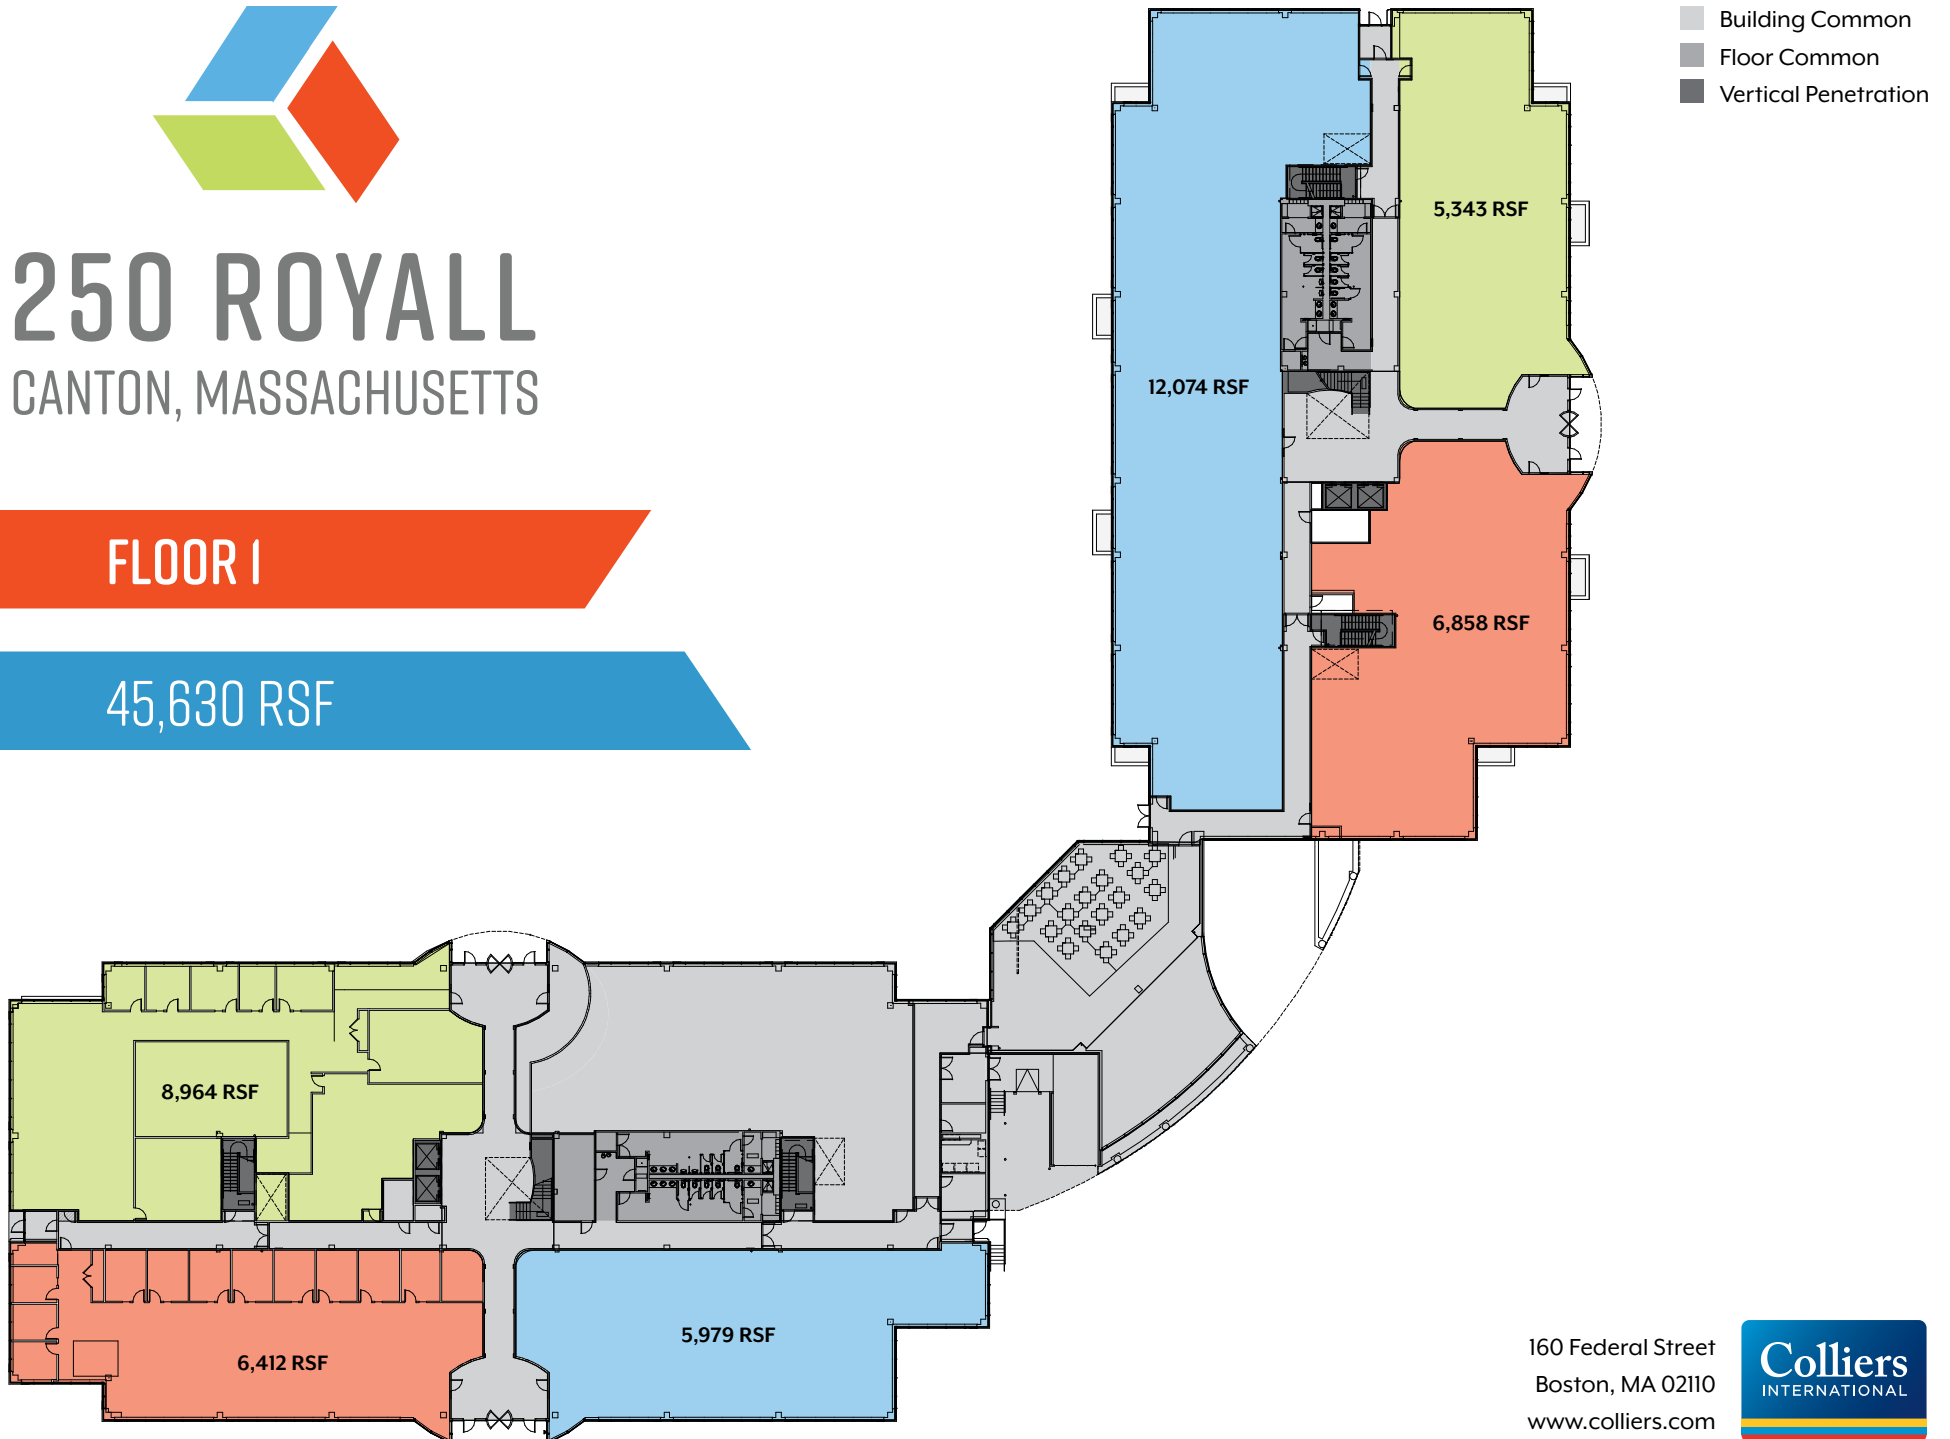 250 ROYALL
CANTON, MASSACHUSETTS
FLOOR 1
45,630 RSF
Building Common
Floor Common
Vertical Penetration
5,343 RSF
12,074 RSF
6,858 RSF
8,964 RSF
6,412 RSF
5,979 RSF
160 Federal Street
Boston, MA 02110
www.colliers.com
Colliers
INTERNATIONAL